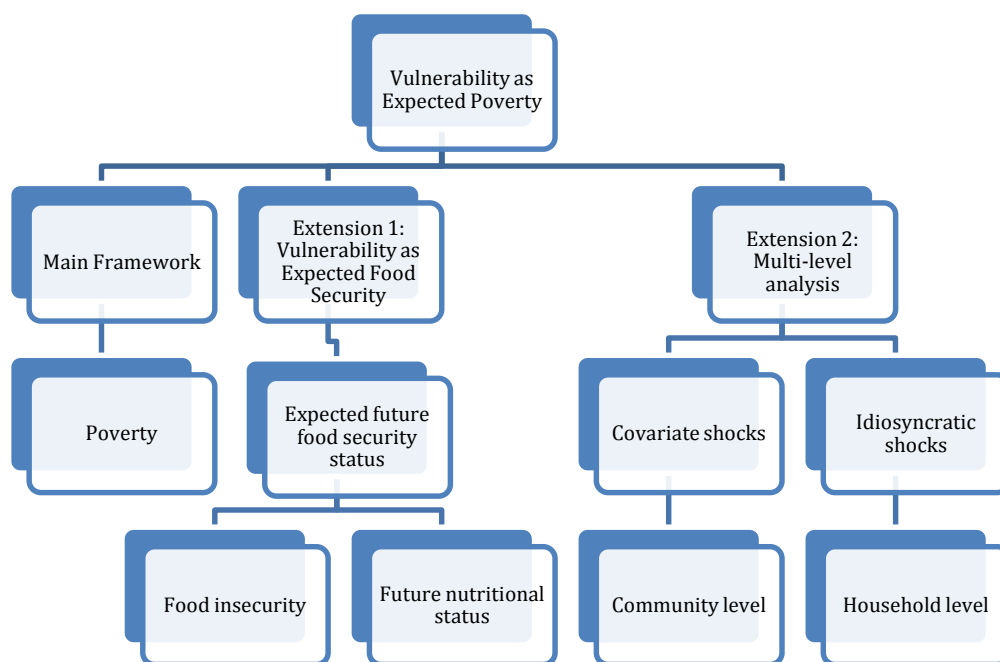 Vulnerability as
Expected Poverty
Main Framework
Extension 1:
Vulnerability as
Expected Food
Security
Extension 2:
Multi-level
analysis
Poverty
Expected future
food security
status
Covariate shocks
Idiosyncratic
shocks
Food insecurity
Future nutritional
status
Community level
Household level